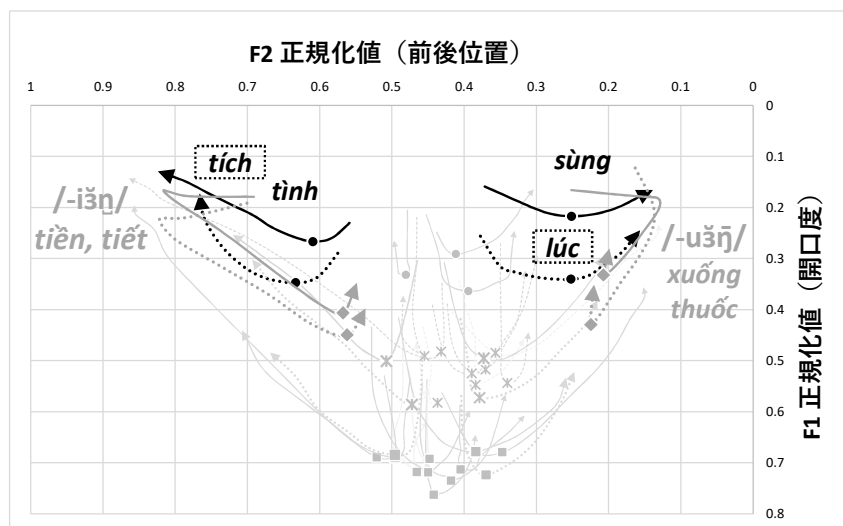 F2 正規化値（前後位置）
1 0.9 0.8 0.7 0.6 0.5 0.4 0.3 0.2 0.1 0
0
0.1
0.2
0.3
0.4
0.5
0.6
0.7
0.8
F1 正規化値（開口度）
tích
tình
sùng
lúc
/-iɜ̆n̠/
tiền, tiết
/-uɜ̆ŋ̄/
xuống
thuốc